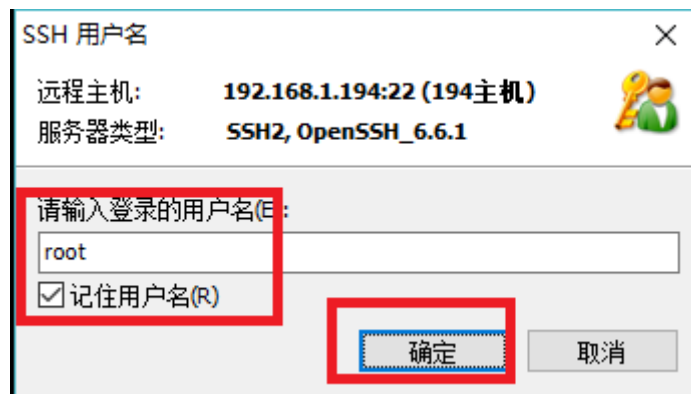 SSH 用户名
远程主机: 192.168.1.194:22 (194主机)
服务器类型: SSH2, OpenSSH_6.6.1
请输入登录的用户名(E):
root
记住用户名(R)
确定 取消